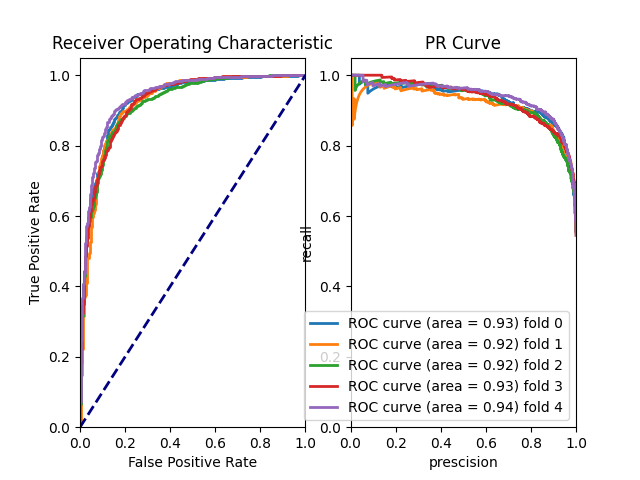 Receiver Operating Characteristic
PR Curve
1.0
0.8
0.6
0.4
0.2
0.0
True Positive Rate
0.0 0.2 0.4 0.6 0.8 1.0
False Positive Rate
1.0
0.8
0.6
0.4
0.2
0.0
recall
0.0 0.2 0.4 0.6 0.8 1.0
prescision
ROC curve (area = 0.93) fold 0
ROC curve (area = 0.92) fold 1
ROC curve (area = 0.92) fold 2
ROC curve (area = 0.93) fold 3
ROC curve (area = 0.94) fold 4